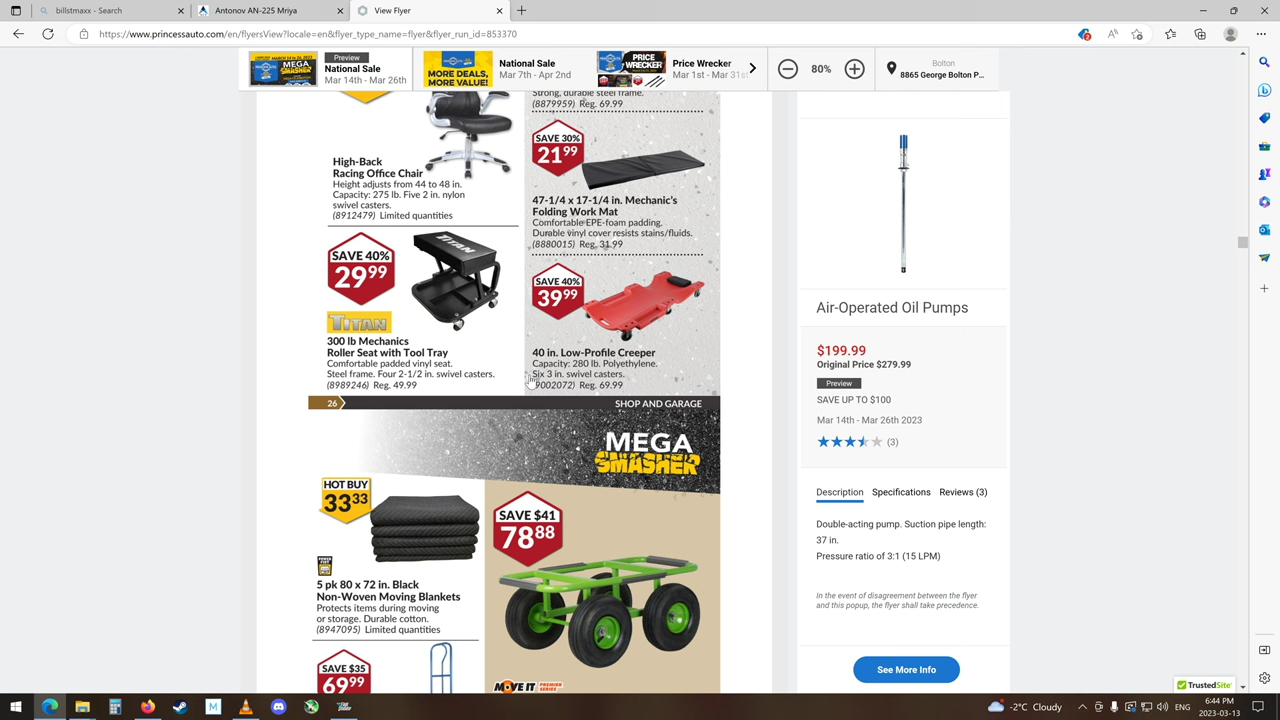 billstmaxx - Search
Antonov AN-225 Mriya
View Flyer
https://www.princessauto.com/en/flyersView?locale=en&flyer_type_name=flyer&flyer_run_id=853370
2
Preview
National Sale
Mar 14th - Mar 26th
MEGA
SMASHER
MORE DEALS,
MORE VALUE!
National Sale
Mar 7th - Apr 2nd
PRICE
WRECKER
Price Wrecker
Mar 1st - Mar 31st
80%
Bolton
8865 George Bolton P...
High-Back
Racing Office Chair
Height adjusts from 44 to 48 in.
Capacity: 275 lb. Five 2 in. nylon
swivel casters.
(8912479) Limited quantities
Strong, durable steel frame.
(8879959) Reg. 69.99
SAVE 30%
21.99
47-1/4 x 17-1/4 in. Mechanic's
Folding Work Mat
Comfortable EPE-foam padding.
Durable vinyl cover resists stains/fluids.
(8880015) Reg. 31.99
SAVE 40%
29.99
TITAN
TITAN
300 lb Mechanics
Roller Seat with Tool Tray
Comfortable padded vinyl seat.
Steel frame. Four 2-1/2 in. swivel casters.
(8989246) Reg. 49.99
SAVE 40%
39.99
40 in. Low-Profile Creeper
Capacity: 280 lb. Polyethylene.
Six 3 in. swivel casters.
(9002072) Reg. 69.99
26
SHOP AND GARAGE
MEGA
SMASHER
HOT BUY
33.33
POWER FIST
5 pk 80 x 72 in. Black
Non-Woven Moving Blankets
Protects items during moving
or storage. Durable cotton.
(8947095) Limited quantities
SAVE $35
69.99
SAVE $41
78.88
MOVE IT PREMIER SERIES
Air-Operated Oil Pumps
$199.99
Original Price $279.99
Preview
SAVE UP TO $100
Mar 14th - Mar 26th 2023
(3)
Description Specifications Reviews (3)
Double-acting pump. Suction pipe length:
37 in.
Pressure ratio of 3:1 (15 LPM)
In the event of disagreement between the flyer
and this popup, the flyer shall take precedence.
See More Info
TrustedSite
-2°C Cloudy
6:44 PM
2023-03-13